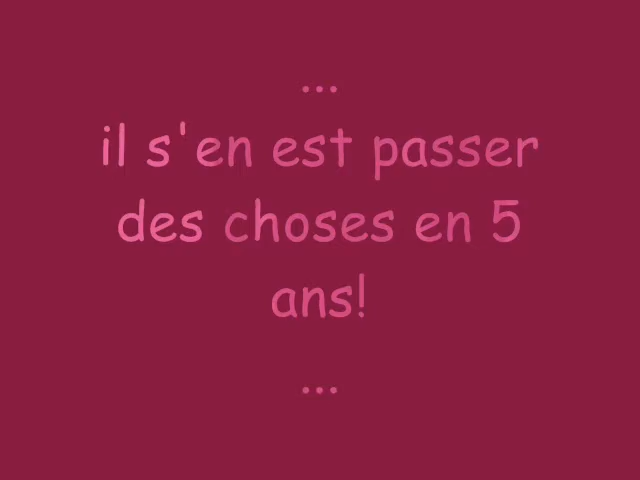 ...
il s'en est passer
des choses en 5
ans!
...